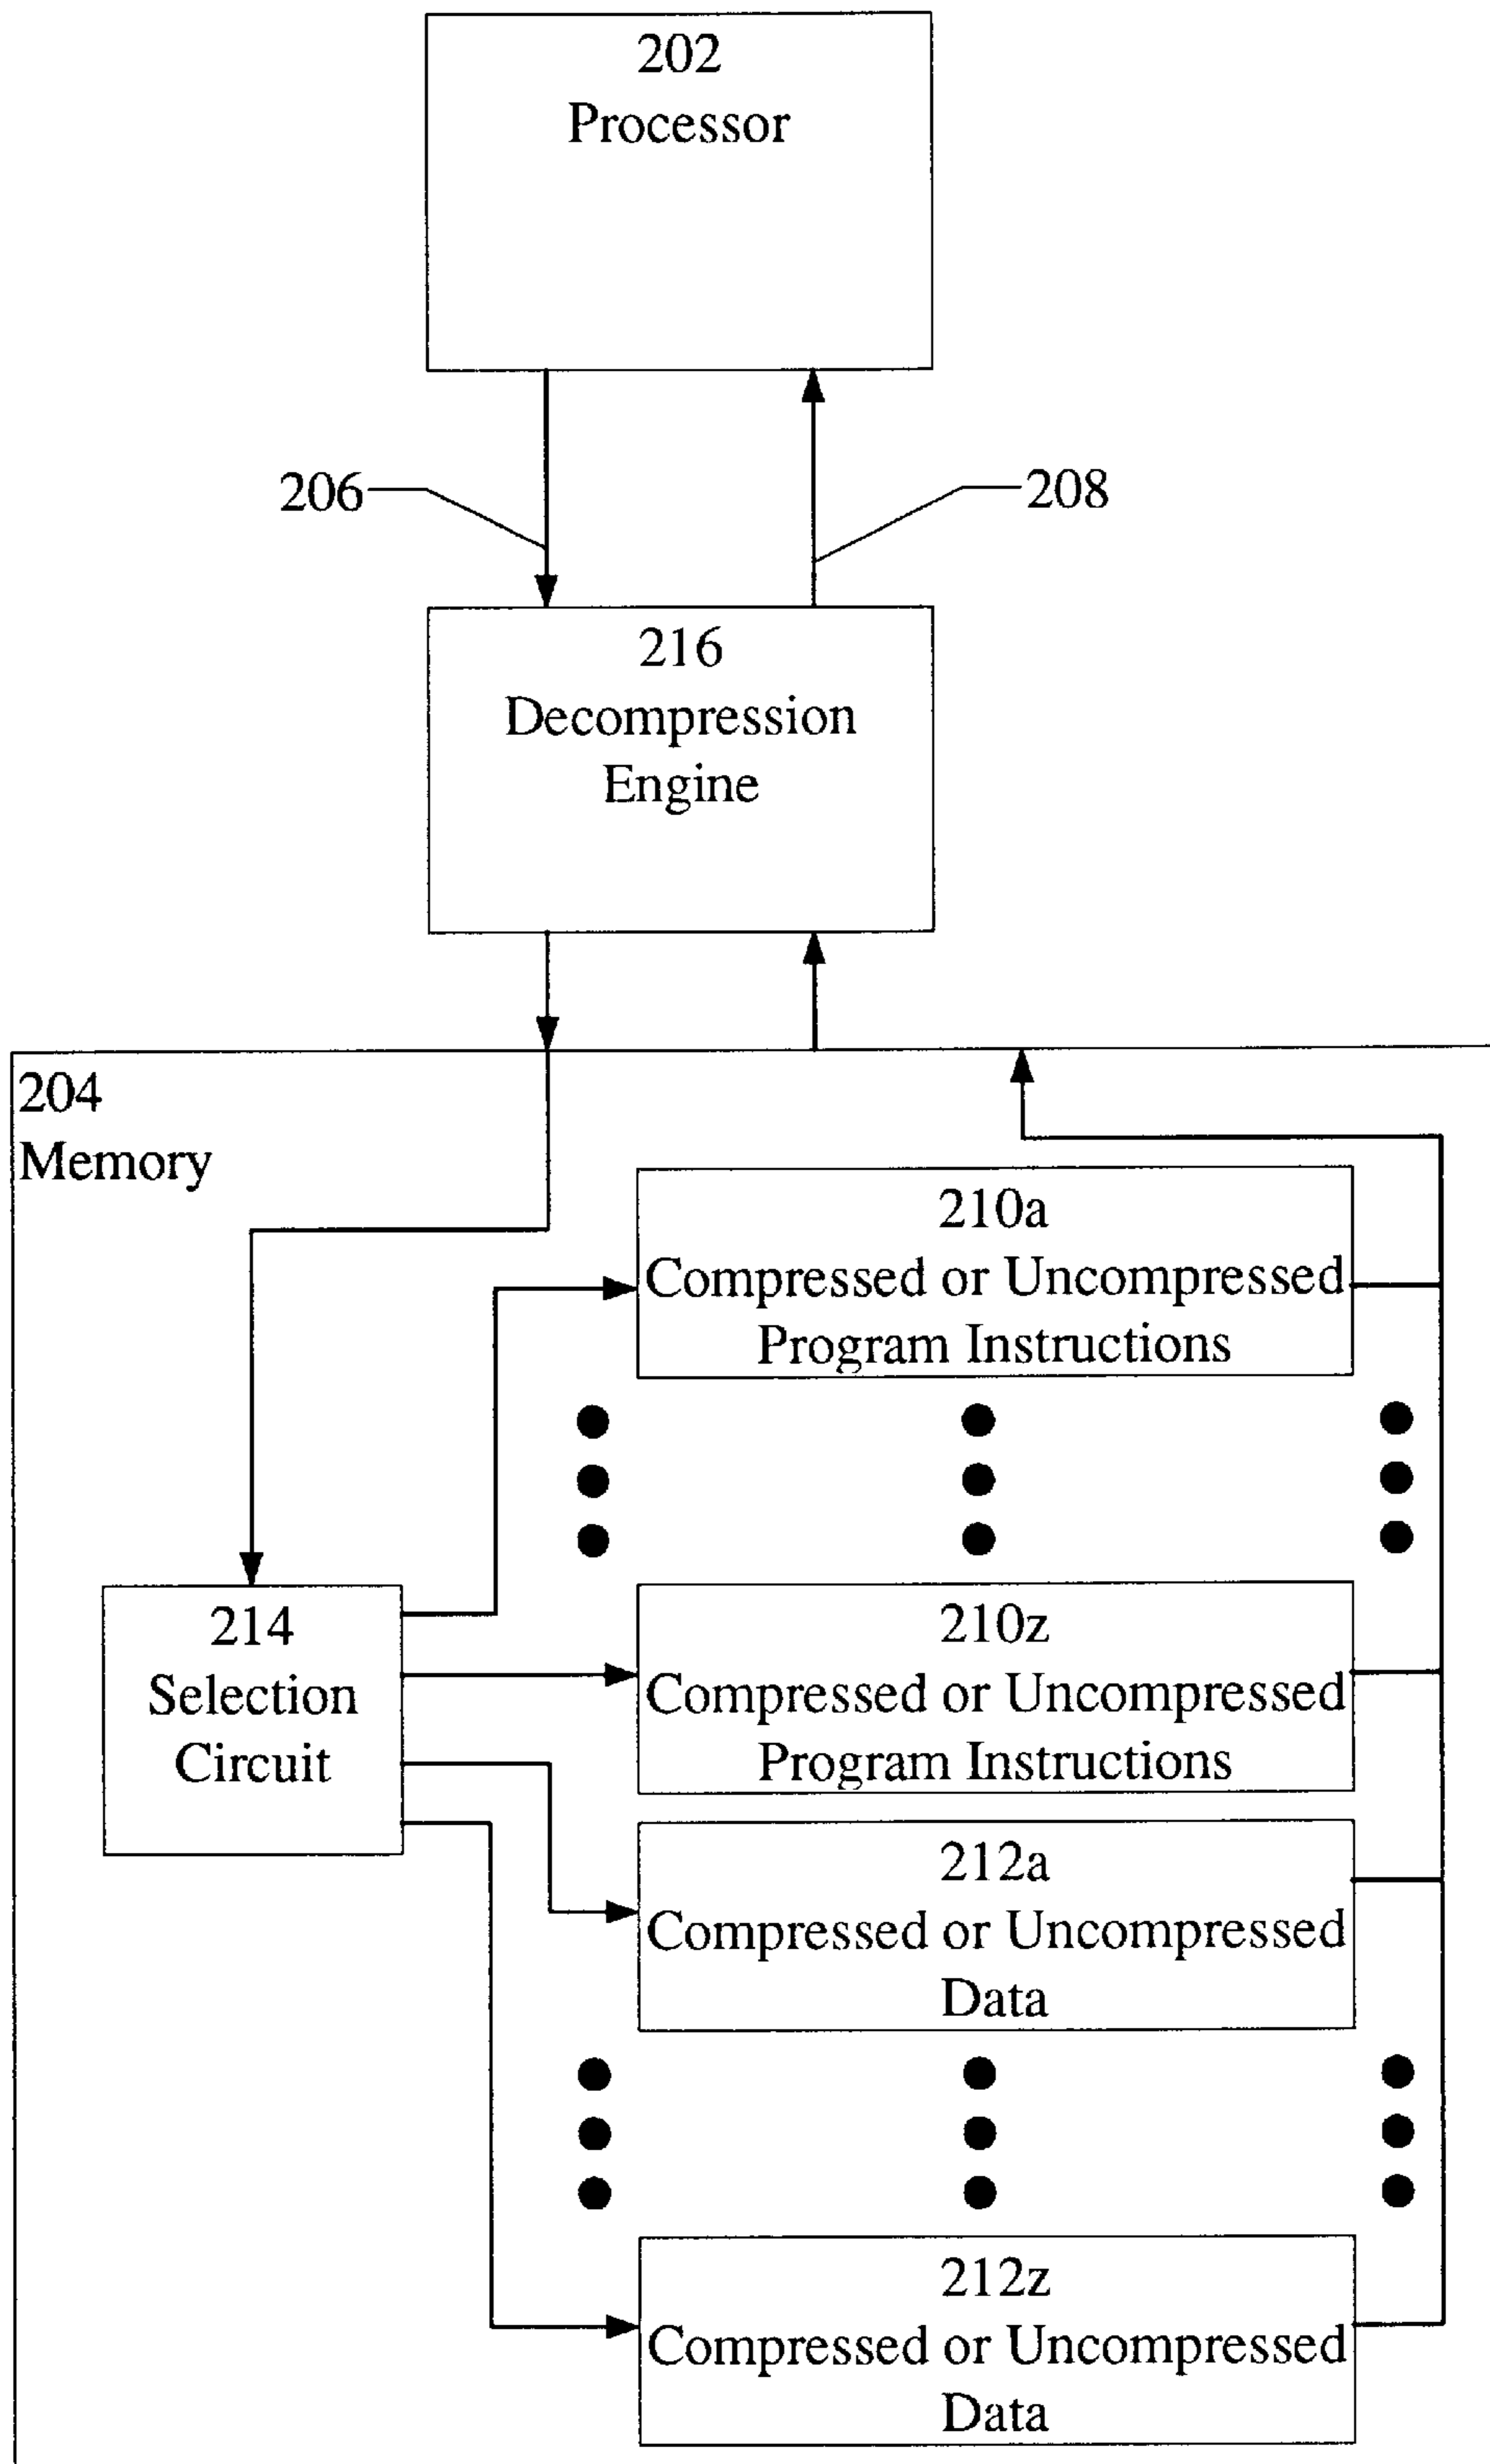 202
Processor
206
208
216
Decompression
Engine
204
Memory
210a
Compressed or Uncompressed
Program Instructions
214
Selection
Circuit
210z
Compressed or Uncompressed
Program Instructions
212a
Compressed or Uncompressed
Data
212z
Compressed or Uncompressed
Data